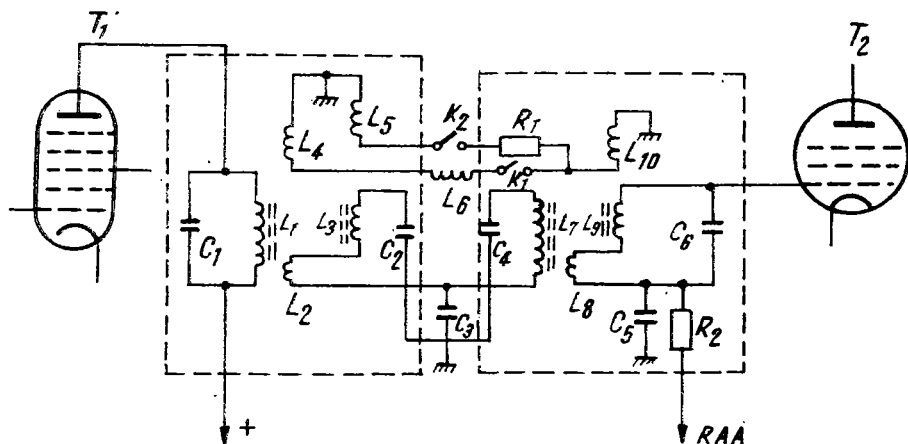 T₁
T₂
K₂
R₁
L₅
L₄
L₁₀
L₆
K₁
C₁
L₁
L₃
C₂
C₄
L₇
L₉
C₆
L₂
C₃
L₈
C₅
R₂
+
RAA